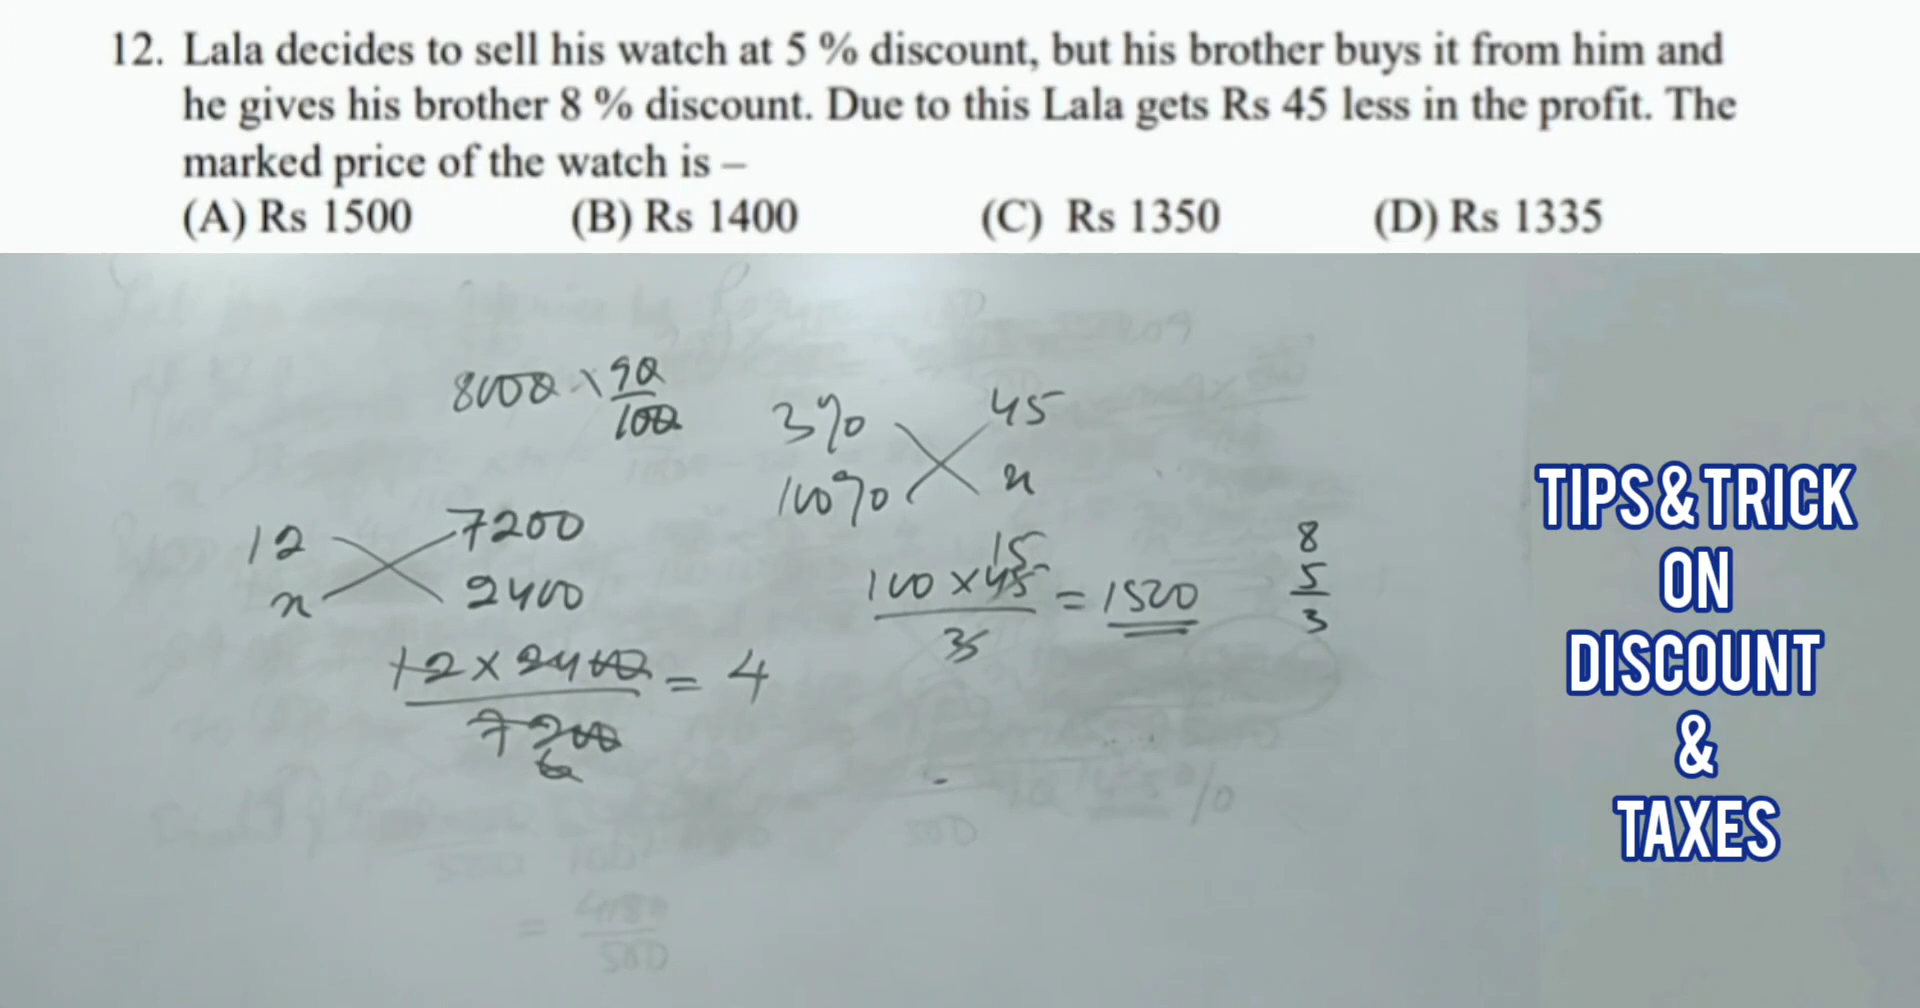 12. Lala decides to sell his watch at 5 % discount, but his brother buys it from him and
he gives his brother 8 % discount. Due to this Lala gets Rs 45 less in the profit. The
marked price of the watch is –
(A) Rs 1500 (B) Rs 1400 (C) Rs 1350 (D) Rs 1335
8000 \ 90
100
3% 45
100% x
12 7200
x 2400
12 x 2400 = 4
7200
6
15
100 x 45 = 1500
3
8
5
3
TIPS & TRICK
ON
DISCOUNT
&
TAXES